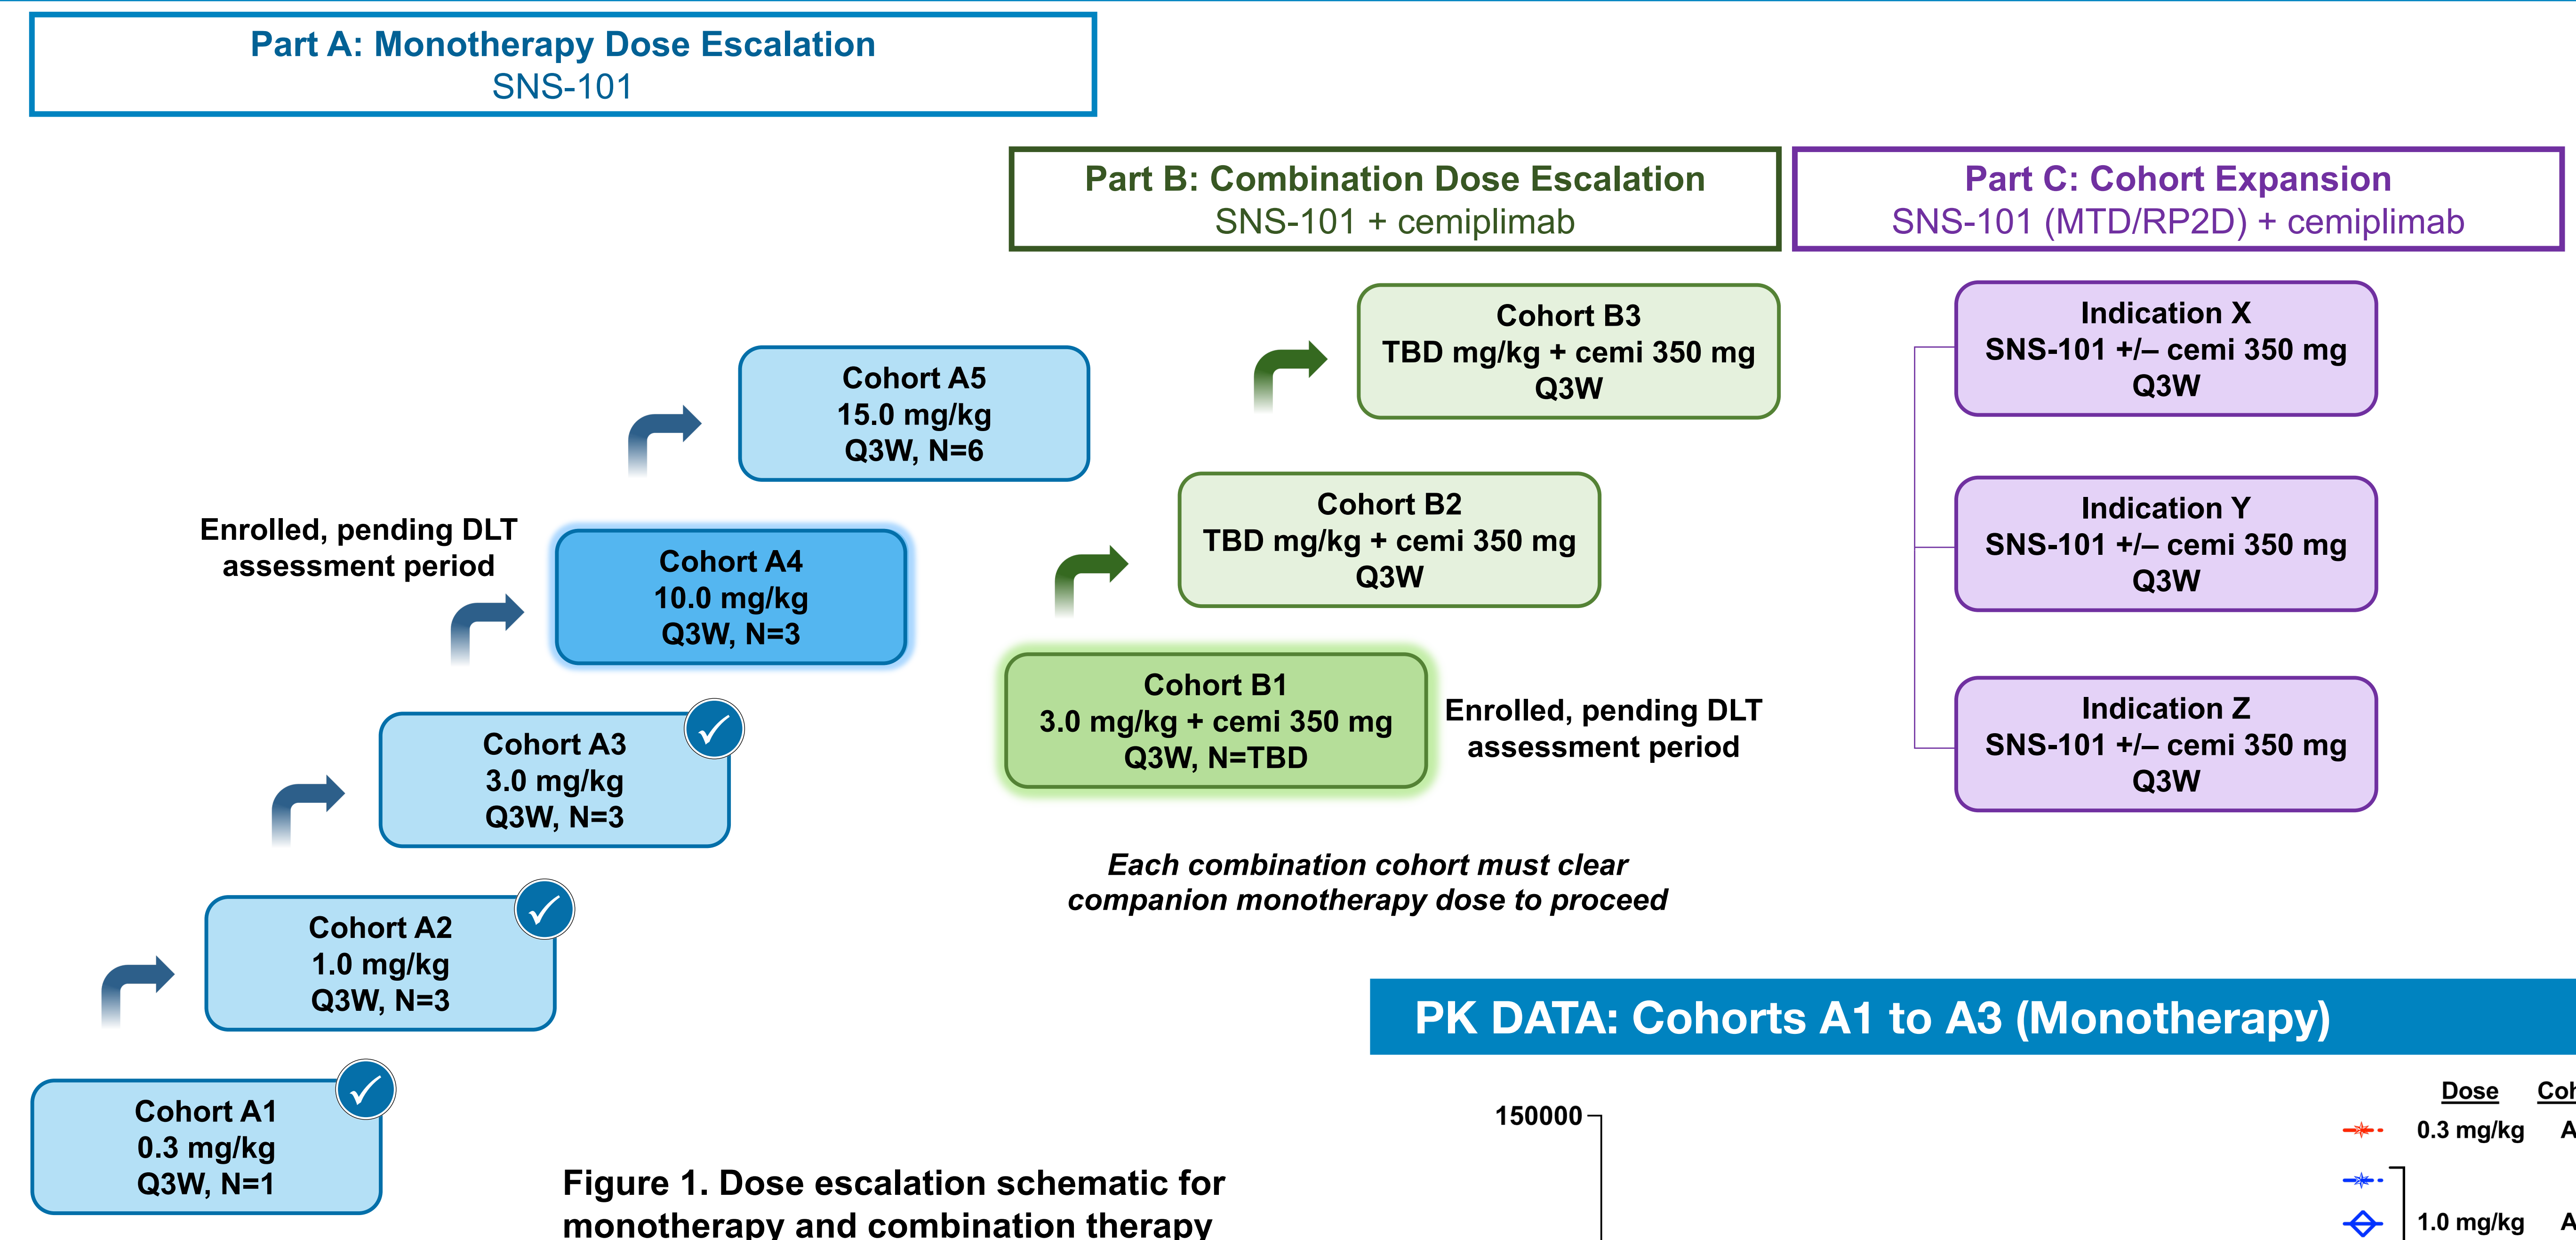 Part A: Monotherapy Dose Escalation
SNS-101
Part B: Combination Dose Escalation
SNS-101 + cemiplimab
Part C: Cohort Expansion
SNS-101 (MTD/RP2D) + cemiplimab
Cohort A5
15.0 mg/kg
Q3W, N=6
Enrolled, pending DLT
assessment period
Cohort A4
10.0 mg/kg
Q3W, N=3
Cohort A3
3.0 mg/kg
Q3W, N=3
Cohort A2
1.0 mg/kg
Q3W, N=3
Cohort A1
0.3 mg/kg
Q3W, N=1
Cohort B3
TBD mg/kg + cemi 350 mg
Q3W
Cohort B2
TBD mg/kg + cemi 350 mg
Q3W
Cohort B1
3.0 mg/kg + cemi 350 mg
Q3W, N=TBD
Enrolled, pending DLT
assessment period
Each combination cohort must clear
companion monotherapy dose to proceed
Indication X
SNS-101 +/– cemi 350 mg
Q3W
Indication Y
SNS-101 +/– cemi 350 mg
Q3W
Indication Z
SNS-101 +/– cemi 350 mg
Q3W
Figure 1. Dose escalation schematic for
monotherapy and combination therapy
PK DATA: Cohorts A1 to A3 (Monotherapy)
150000
Dose
0.3 mg/kg
1.0 mg/kg